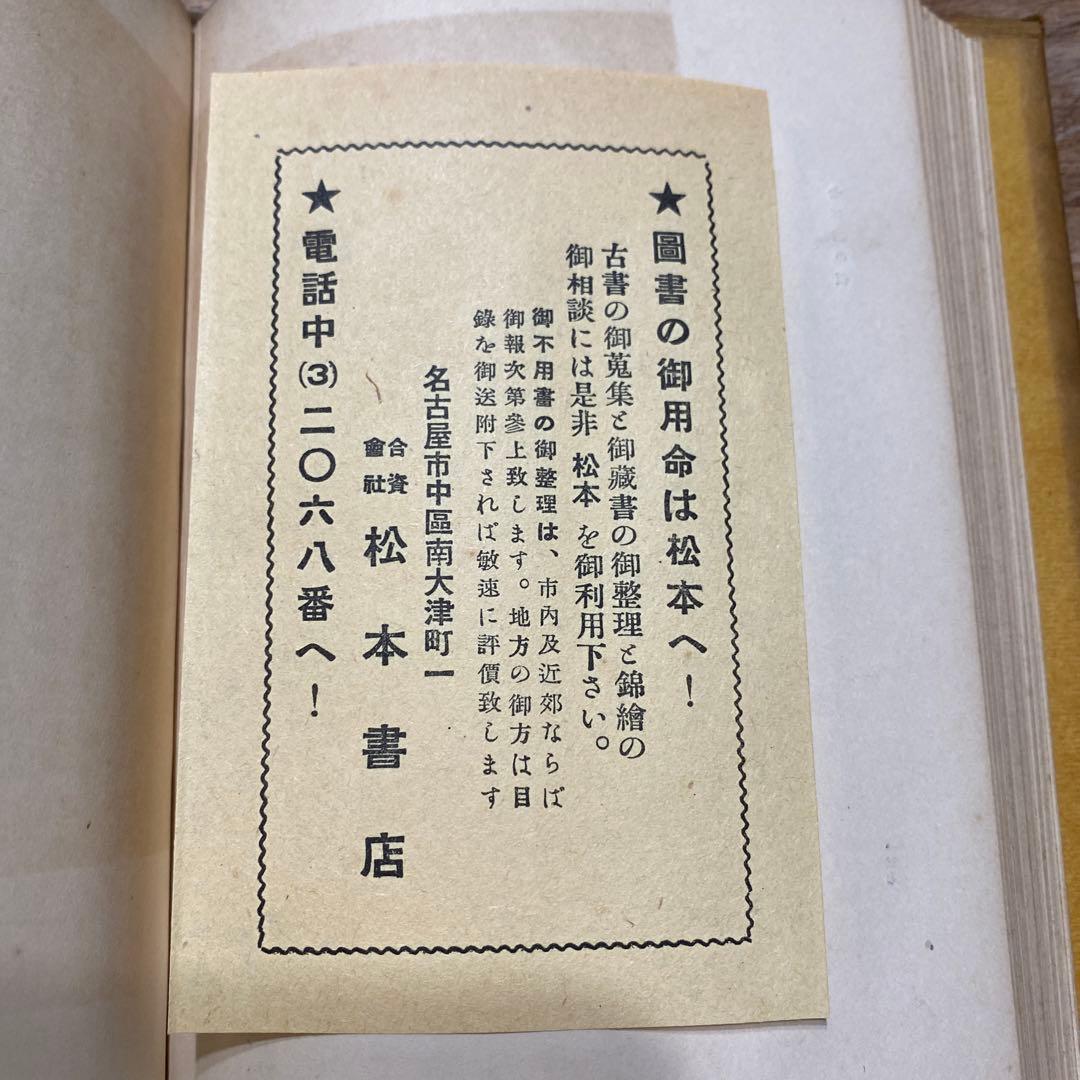 ★圖書の御用命は松本へ！
古書の御蒐集と御藏書の御整理と錦繪の
御相談には是非 松本 を御利用下さい。
御不用書の御整理は、市內及近郊ならば
御報次第參上致します。地方の御方は目
錄を御送附下されば敏速に評價致します
名古屋市中區南大津町一
合資會社 松本書店
★電話中(3)二〇六八番へ！